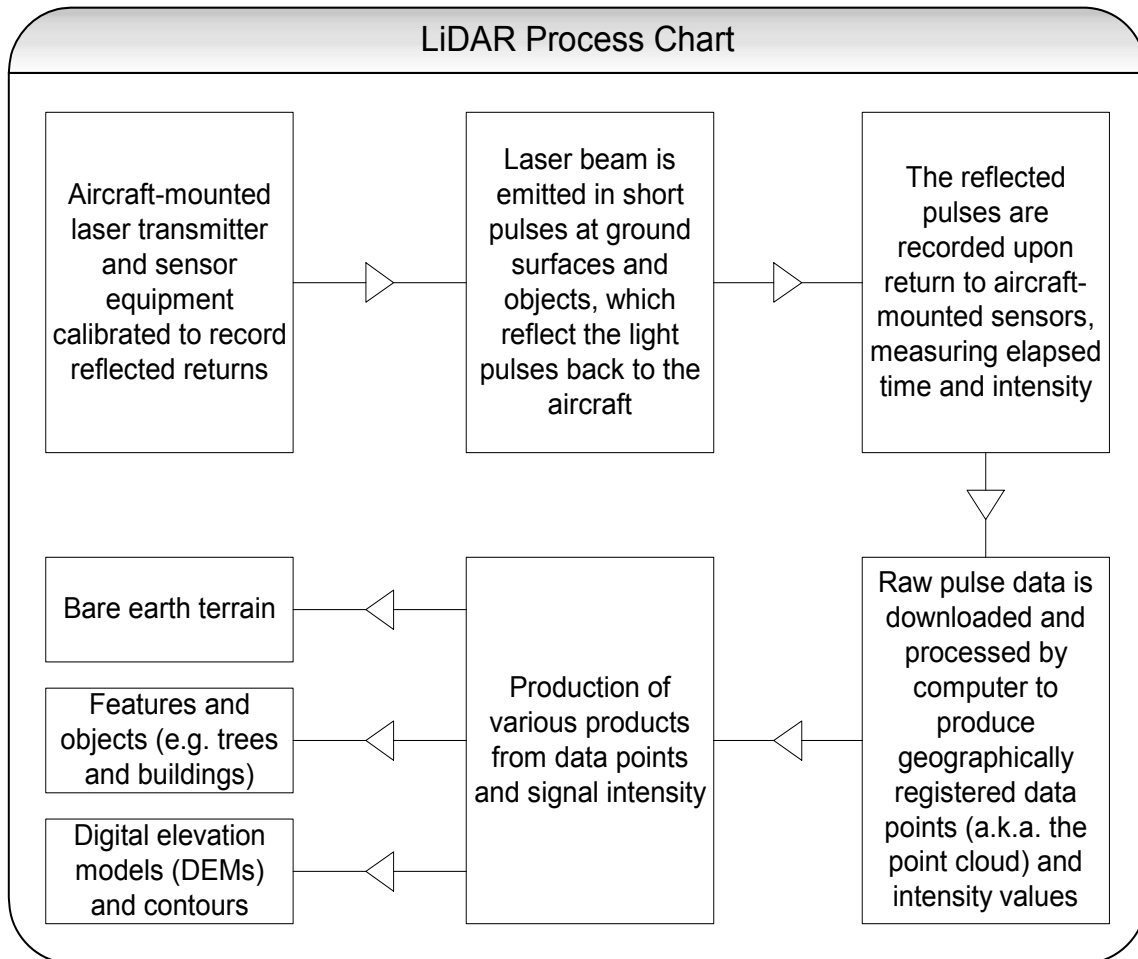 LiDAR Process Chart
Aircraft-mounted
laser transmitter
and sensor
equipment
calibrated to record
reflected returns
Laser beam is
emitted in short
pulses at ground
surfaces and
objects, which
reflect the light
pulses back to the
aircraft
The reflected
pulses are
recorded upon
return to aircraft-
mounted sensors,
measuring elapsed
time and intensity
Raw pulse data is
downloaded and
processed by
computer to
produce
geographically
registered data
points (a.k.a. the
point cloud) and
intensity values
Production of
various products
from data points
and signal intensity
Bare earth terrain
Features and
objects (e.g. trees
and buildings)
Digital elevation
models (DEMs)
and contours